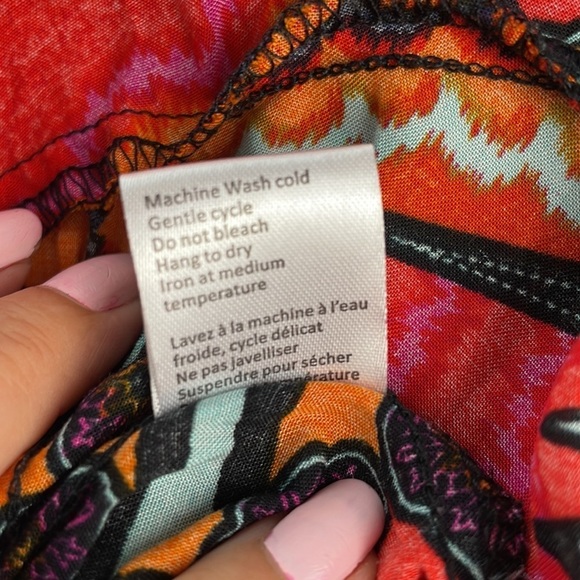 Machine Wash cold
Gentle cycle
Do not bleach
Hang to dry
Iron at medium
temperature
Lavez à la machine à l'eau
froide, cycle délicat
Ne pas javelliser
Suspendre pour sécher
température